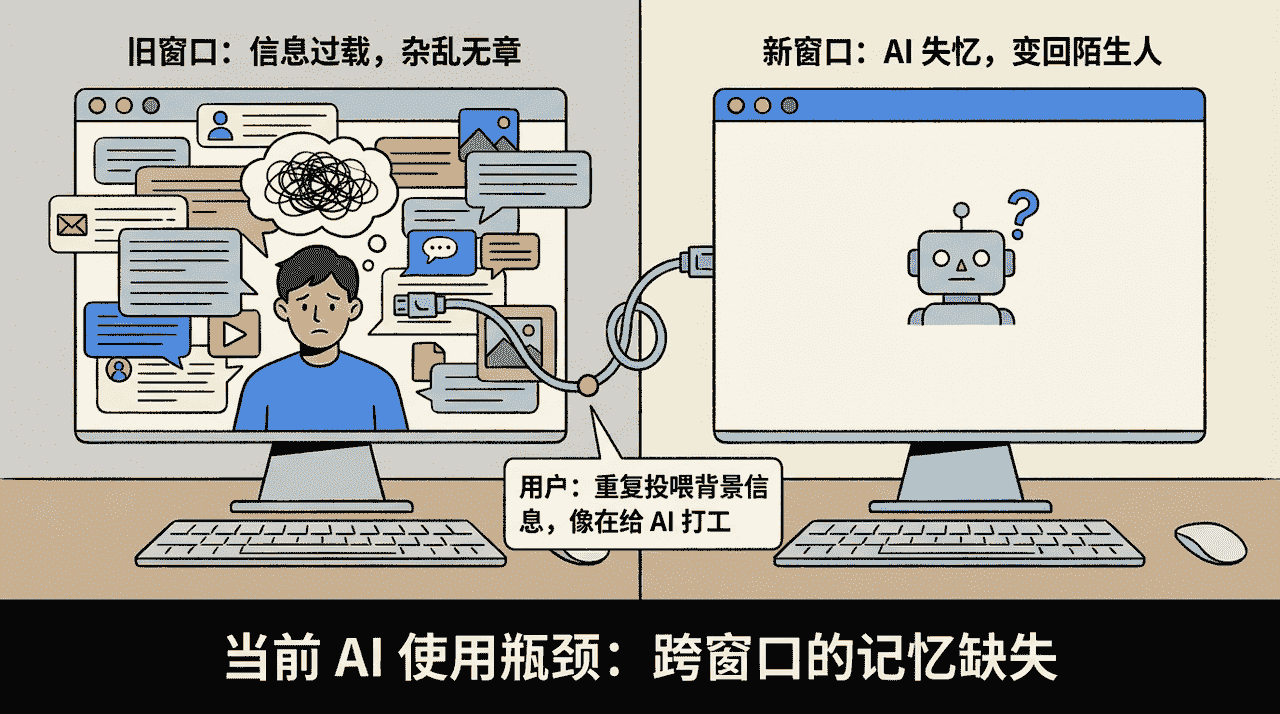 旧窗口：信息过载，杂乱无章
新窗口：AI 失忆，变回陌生人
用户：重复投喂背景信
息，像在给 AI 打工
当前 AI 使用瓶颈：跨窗口的记忆缺失